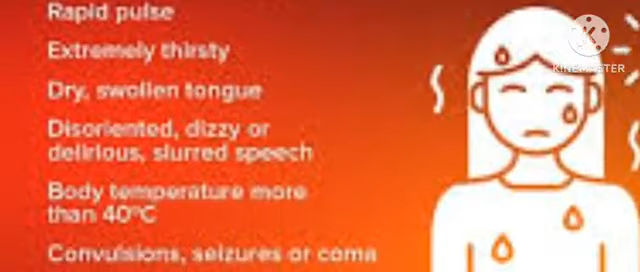 Rapid pulse
Extremely thirsty
Dry, swollen tongue
Disoriented, dizzy or
delirious, slurred speech
Body temperature more
than 40°C
Convulsions, seizures or coma
KINEMASTER